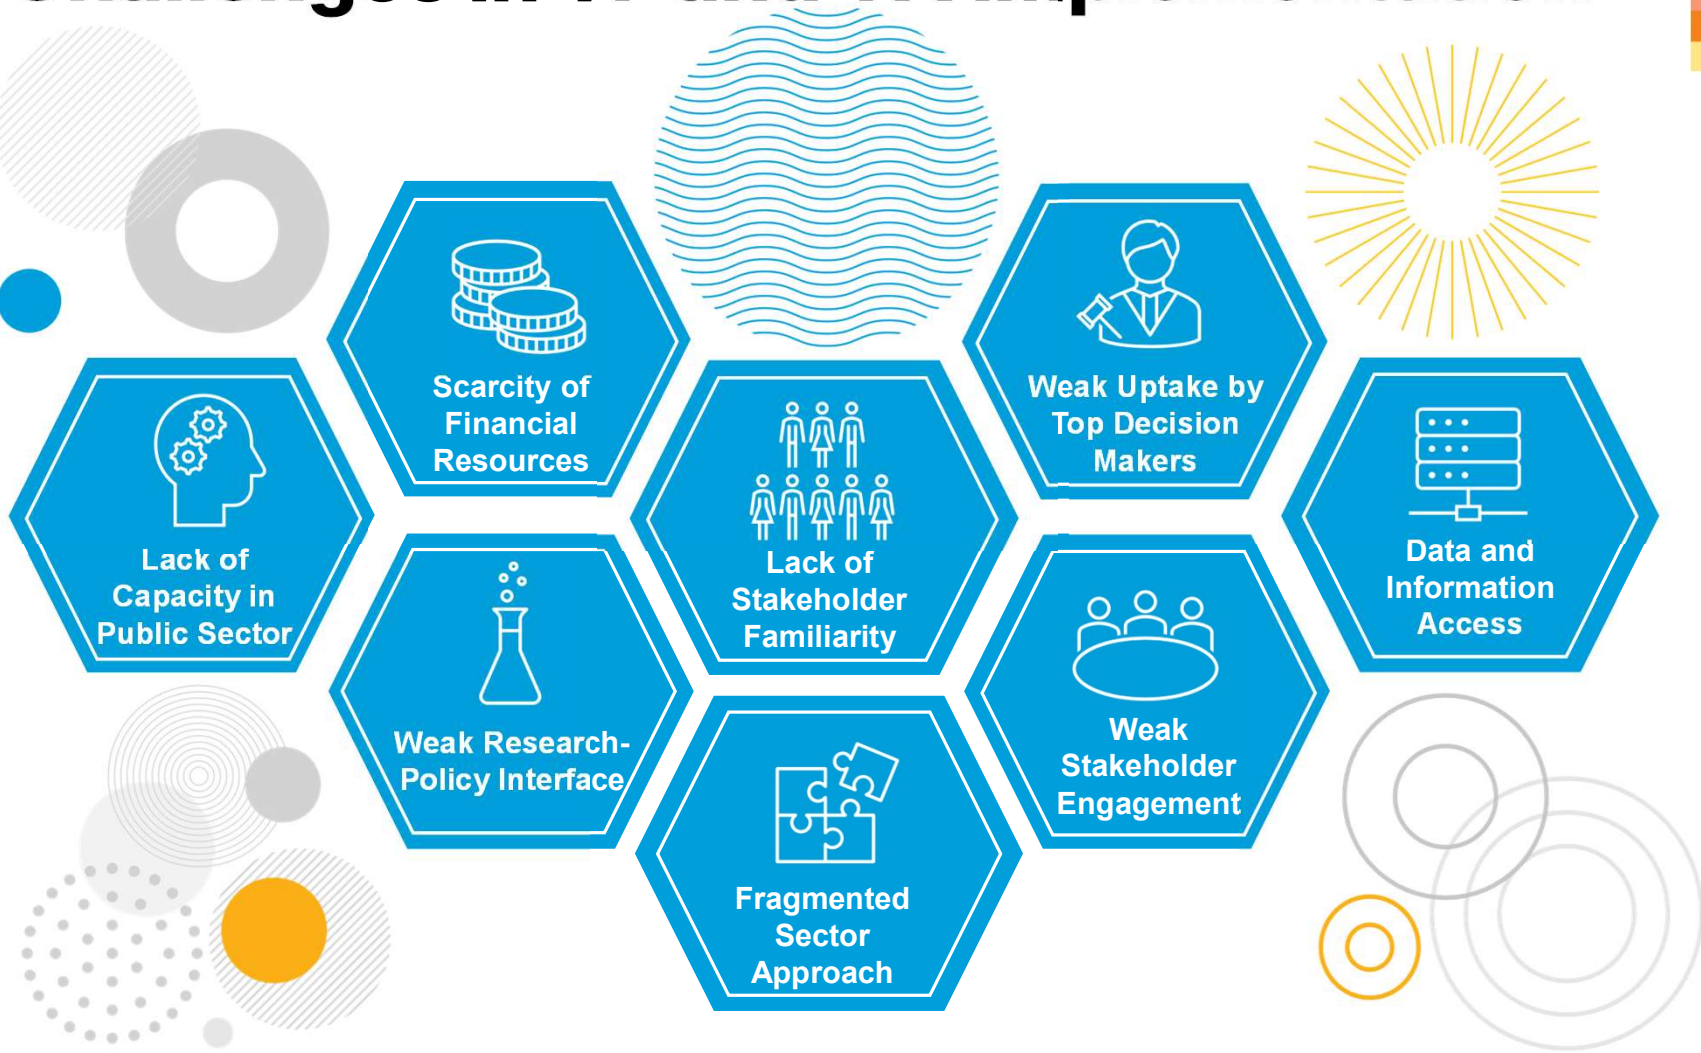 Lack of
Capacity in
Public Sector
Scarcity of
Financial
Resources
Weak Research-
Policy Interface
Lack of
Stakeholder
Familiarity
Fragmented
Sector
Approach
Weak Uptake by
Top Decision
Makers
Weak
Stakeholder
Engagement
Data and
Information
Access